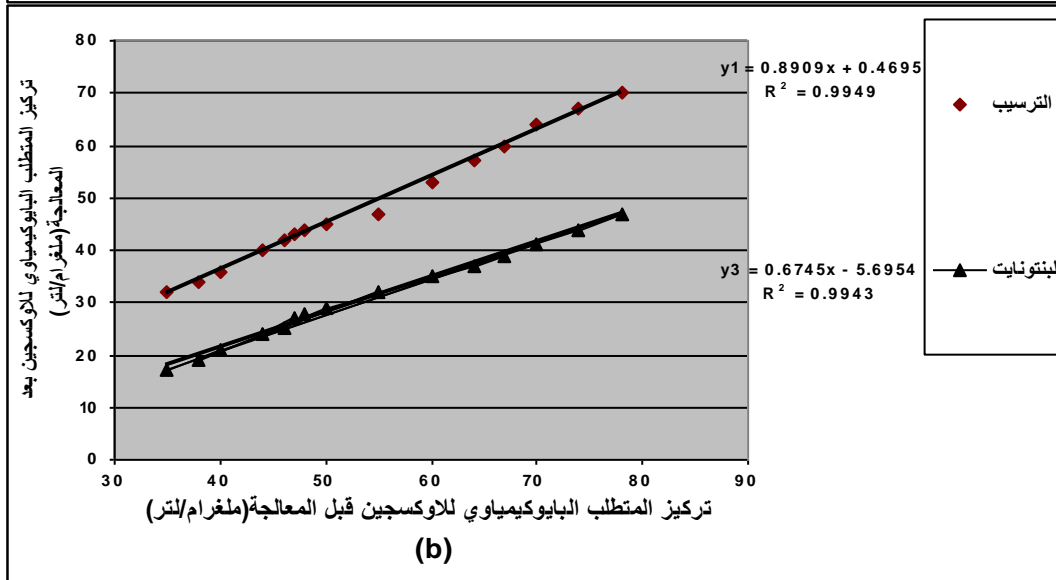 تركيز المتطلب البايوكيمياوي للاوكسجين بعد
المعالجة(ملغرام/لتر)
80
70
60
50
40
30
20
10
0
30 40 50 60 70 80 90
تركيز المتطلب البايوكيمياوي للاوكسجين قبل المعالجة(ملغرام/لتر)
(b)
y1 = 0.8909x + 0.4695
R² = 0.9949
y3 = 0.6745x - 5.6954
R² = 0.9943
الترسيب
لبنتونايت